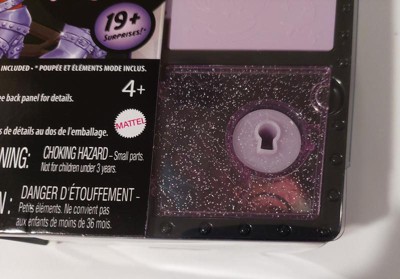 19+
SURPRISES!*
INCLUDED • * POUPÉE ET ÉLÉMENTS MODE INCLUS.
ee back panel for details.
4+
MATTEL
s de détails au dos de l'emballage.
NING: CHOKING HAZARD – Small parts.
Not for children under 3 years.
N : DANGER D'ÉTOUFFEMENT –
Petits éléments. Ne convient pas
aux enfants de moins de 36 mois.